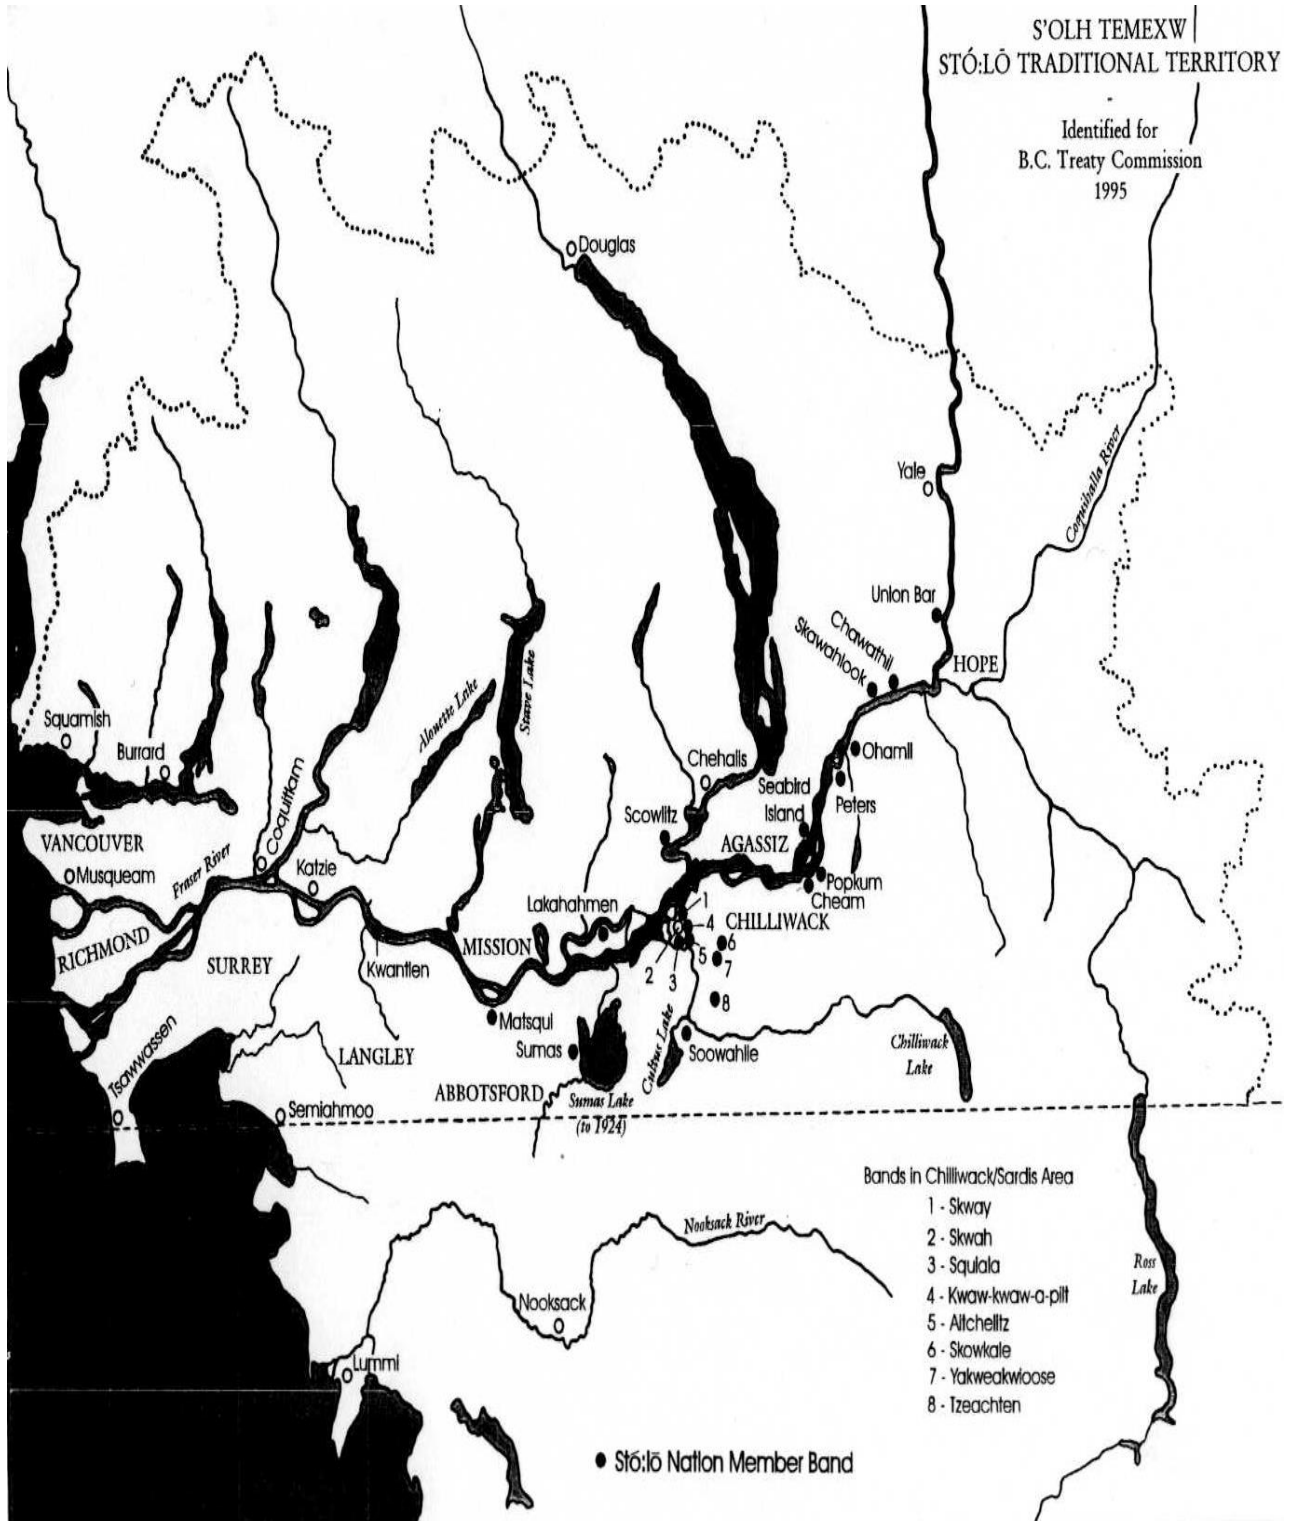 S'OLH TEMEXW
STÓ:LŌ TRADITIONAL TERRITORY
Identified for
B.C. Treaty Commission
1995
Douglas
Yale
Coquihalla River
Union Bar
Chawathil
Skawahlook
HOPE
Squamish
Burrard
Alouette Lake
Stave Lake
Chehalis
Ohamil
Seabird
Island
Peters
Scowlitz
Coquitlam
VANCOUVER
AGASSIZ
Musqueam
Fraser River
Katzie
Popkum
Cheam
Lakahahmen
1
4
CHILLIWACK
RICHMOND
SURREY
MISSION
6
5
7
Kwantlen
2
3
8
Matsqui
Tsawwassen
LANGLEY
Sumas
Cultus Lake
Soowahlie
Chilliwack
Lake
ABBOTSFORD
Sumas Lake
(to 1924)
Semiahmoo
Bands in Chilliwack/Sardis Area
1 - Skway
2 - Skwah
3 - Squiala
4 - Kwaw-kwaw-a-pilt
5 - Aitchelitz
6 - Skowkale
7 - Yakweakwioose
8 - Tzeachten
Nooksack River
Ross
Lake
Nooksack
Lummi
Stó:lō Nation Member Band